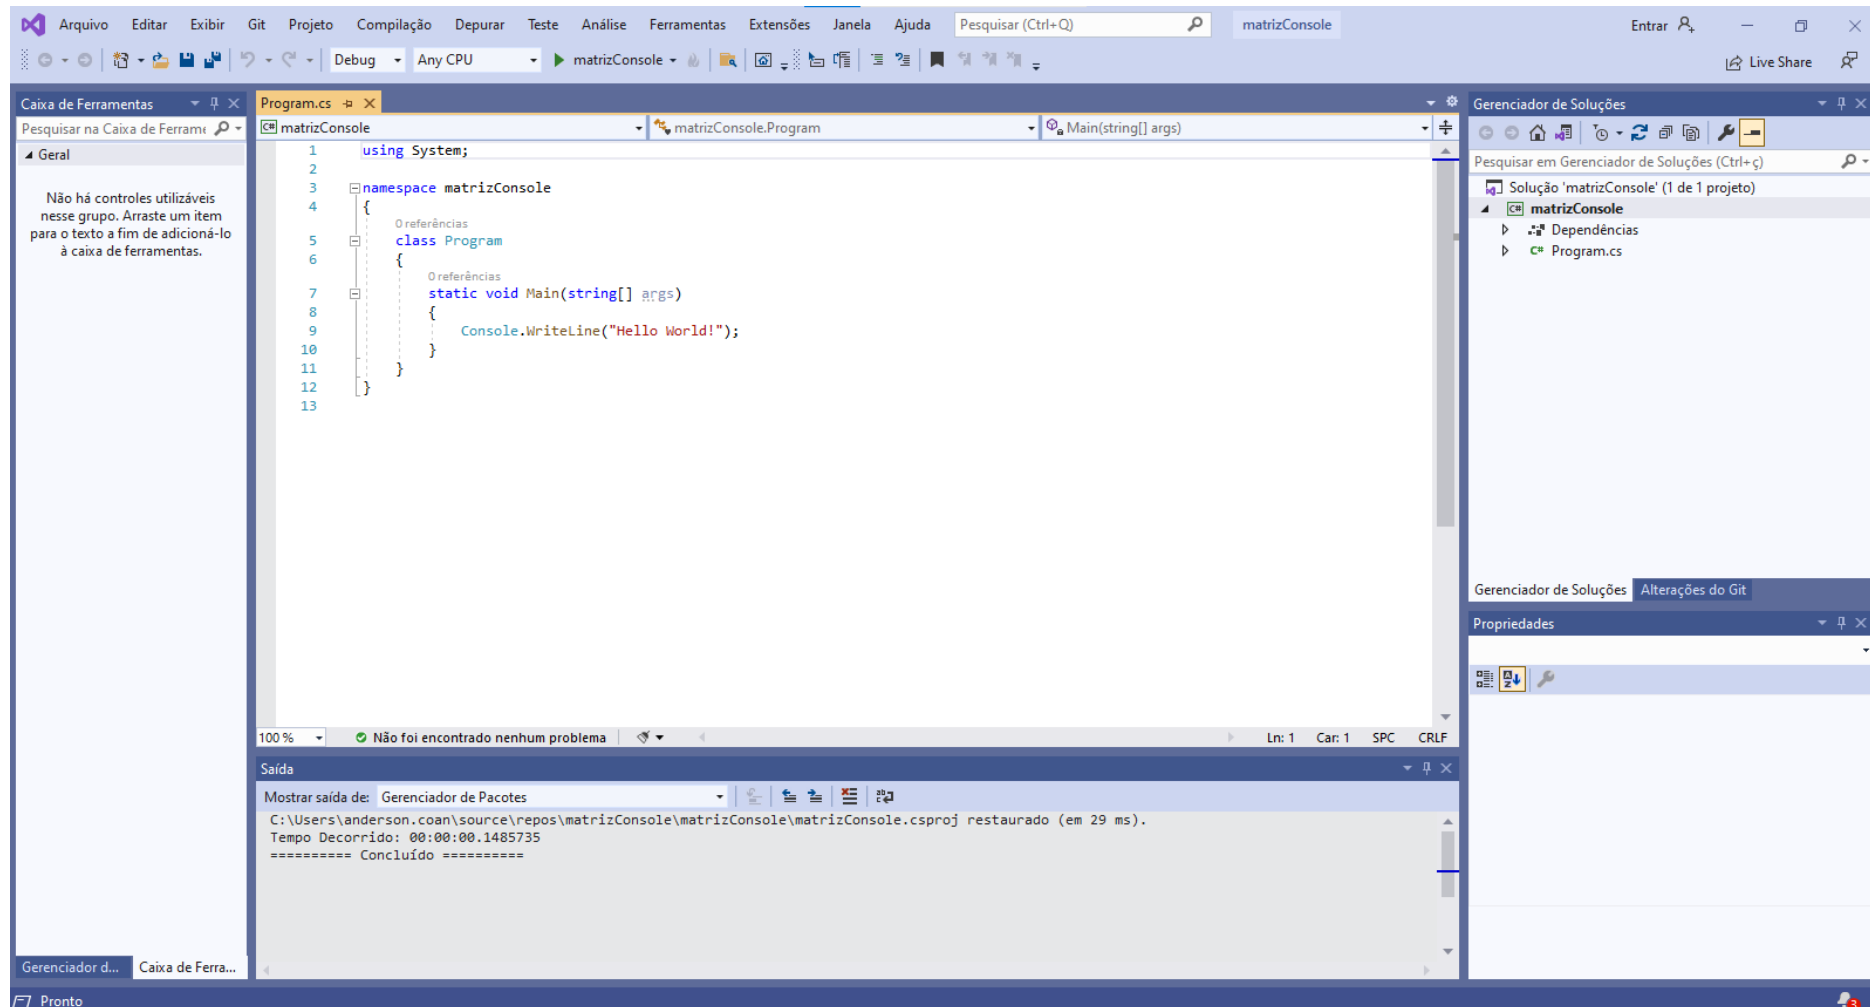 Arquivo Editar Exibir Git Projeto Compilação Depurar Teste Análise Ferramentas Extensões Janela Ajuda Pesquisar (Ctrl+Q) matrizConsole Entrar
Debug Any CPU matrizConsole Live Share
Caixa de Ferramentas
Pesquisar na Caixa de Ferrame
Geral
Não há controles utilizáveis
nesse grupo. Arraste um item
para o texto a fim de adicioná-lo
à caixa de ferramentas.
Gerenciador d... Caixa de Ferra...
Program.cs
C# matrizConsole matrizConsole.Program Main(string[] args)
1 using System;
2
3 namespace matrizConsole
4 {
0 referências
5 class Program
6 {
0 referências
7 static void Main(string[] args)
8 {
9 Console.WriteLine("Hello World!");
10 }
11 }
12 }
13
100 % Não foi encontrado nenhum problema Ln: 1 Car: 1 SPC CRLF
Saída
Mostrar saída de: Gerenciador de Pacotes
C:\Users\anderson.coan\source\repos\matrizConsole\matrizConsole\matrizConsole.csproj restaurado (em 29 ms).
Tempo Decorrido: 00:00:00.1485735
========== Concluído ==========
Gerenciador de Soluções
Pesquisar em Gerenciador de Soluções (Ctrl+ç)
Solução 'matrizConsole' (1 de 1 projeto)
C# matrizConsole
Dependências
C# Program.cs
Gerenciador de Soluções Alterações do Git
Propriedades
Pronto 3